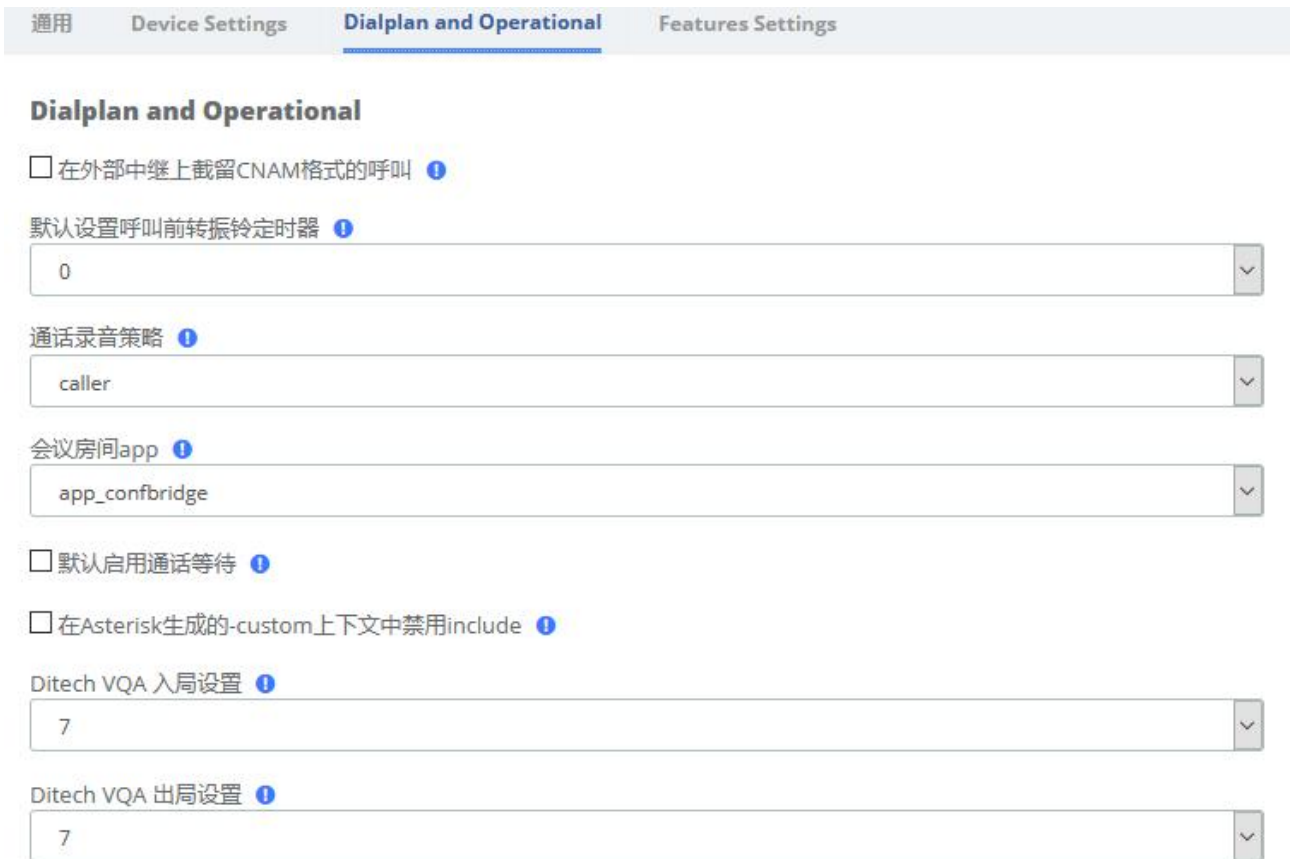 通用 Device Settings Dialplan and Operational Features Settings
Dialplan and Operational
在外部中继上截留CNAM格式的呼叫
默认设置呼叫前转振铃定时器
0
通话录音策略
caller
会议房间app
app_confbridge
默认启用通话等待
在Asterisk生成的-custom上下文中禁用include
Ditech VQA 入局设置
7
Ditech VQA 出局设置
7